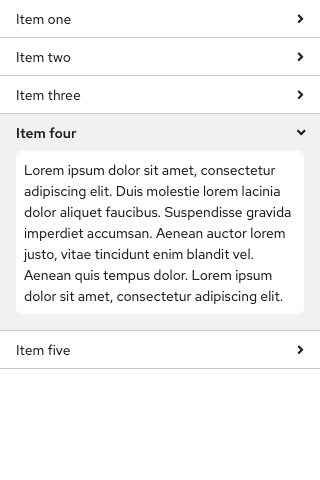 Item one
Item two
Item three
Item four
Lorem ipsum dolor sit amet, consectetur
adipiscing elit. Duis molestie lorem lacinia
dolor aliquet faucibus. Suspendisse gravida
imperdiet accumsan. Aenean auctor lorem
justo, vitae tincidunt enim blandit vel.
Aenean quis tempus dolor. Lorem ipsum
dolor sit amet, consectetur adipiscing elit.
Item five